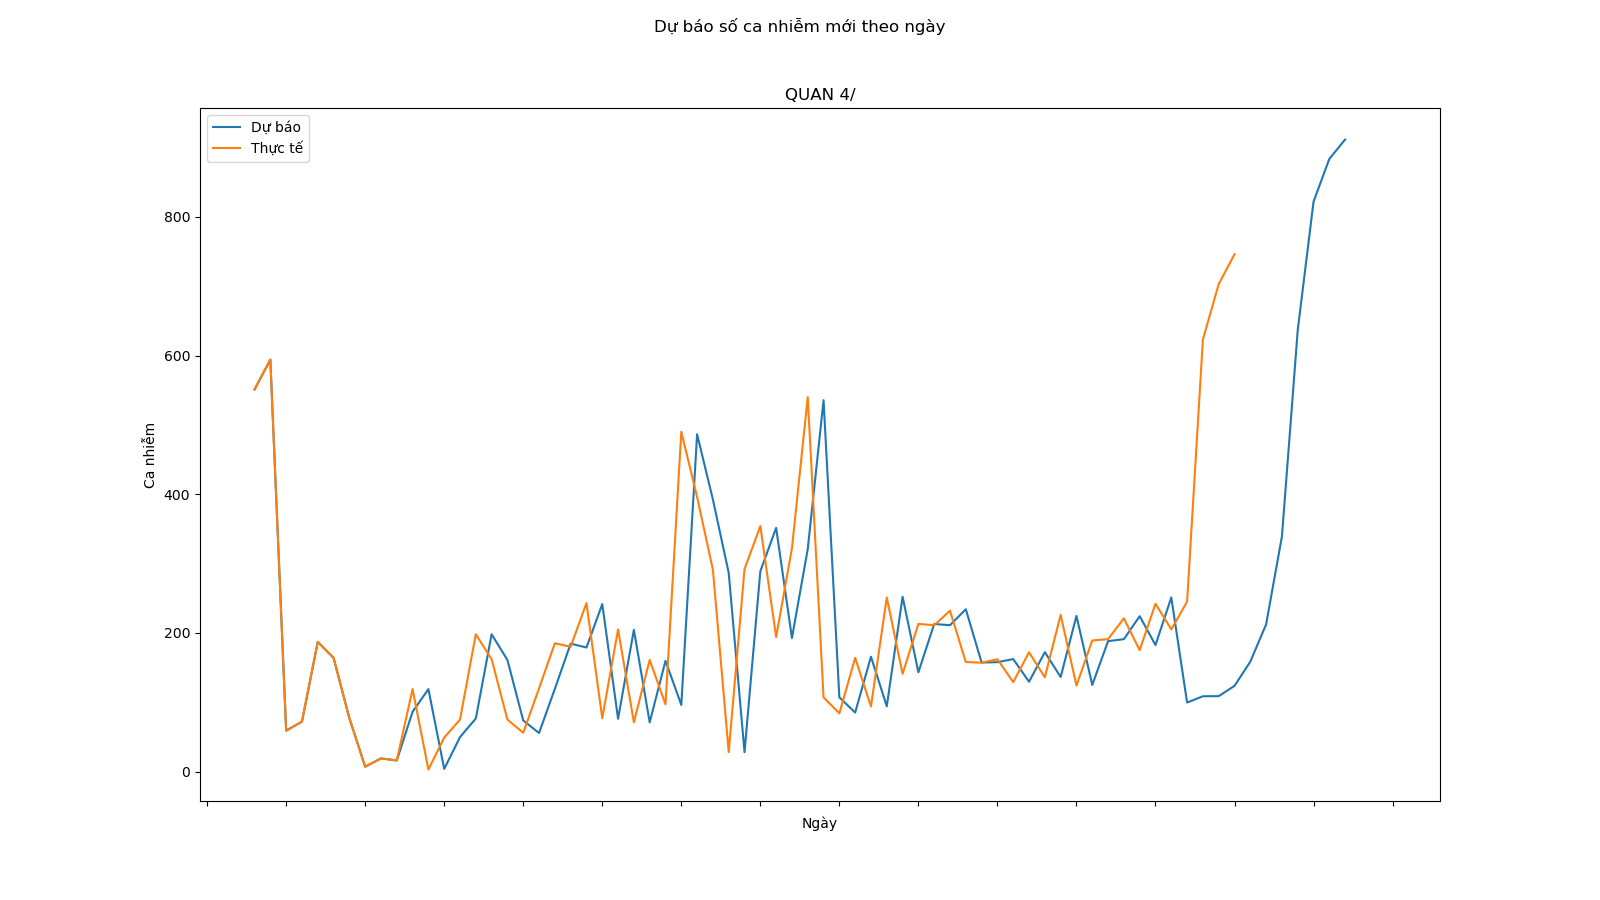 Dự báo số ca nhiễm mới theo ngày
QUAN 4/
Dự báo
Thực tế
800
600
400
200
0
Ca nhiễm
Ngày